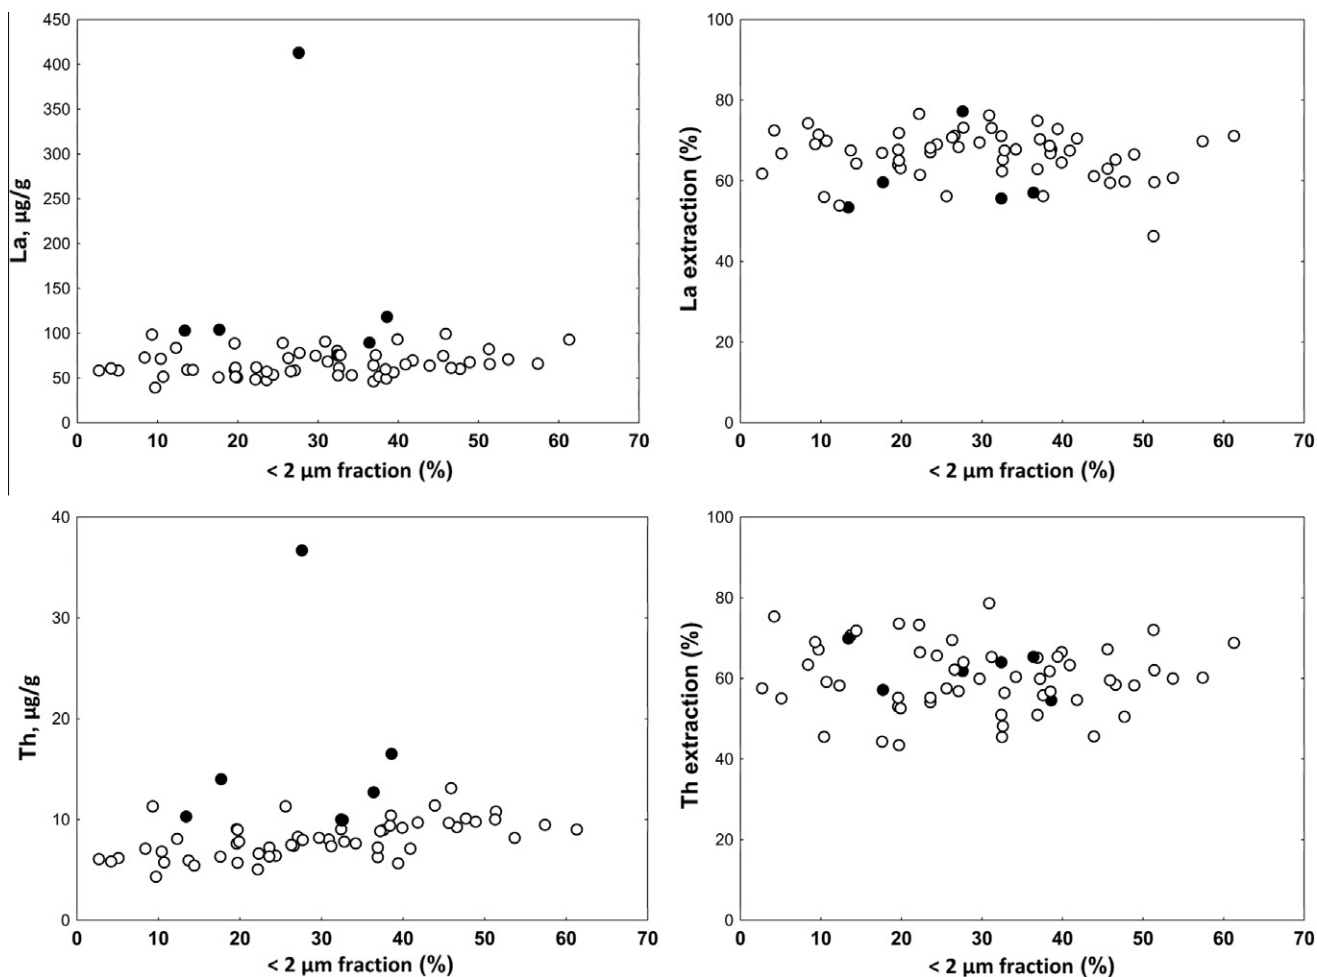 450
400
350
300
250
200
150
100
50
0
La, µg/g
0 10 20 30 40 50 60 70
< 2 µm fraction (%)
100
80
60
40
20
0
La extraction (%)
0 10 20 30 40 50 60 70
< 2 µm fraction (%)
40
30
20
10
0
Th, µg/g
0 10 20 30 40 50 60 70
< 2 µm fraction (%)
100
80
60
40
20
0
Th extraction (%)
0 10 20 30 40 50 60 70
< 2 µm fraction (%)